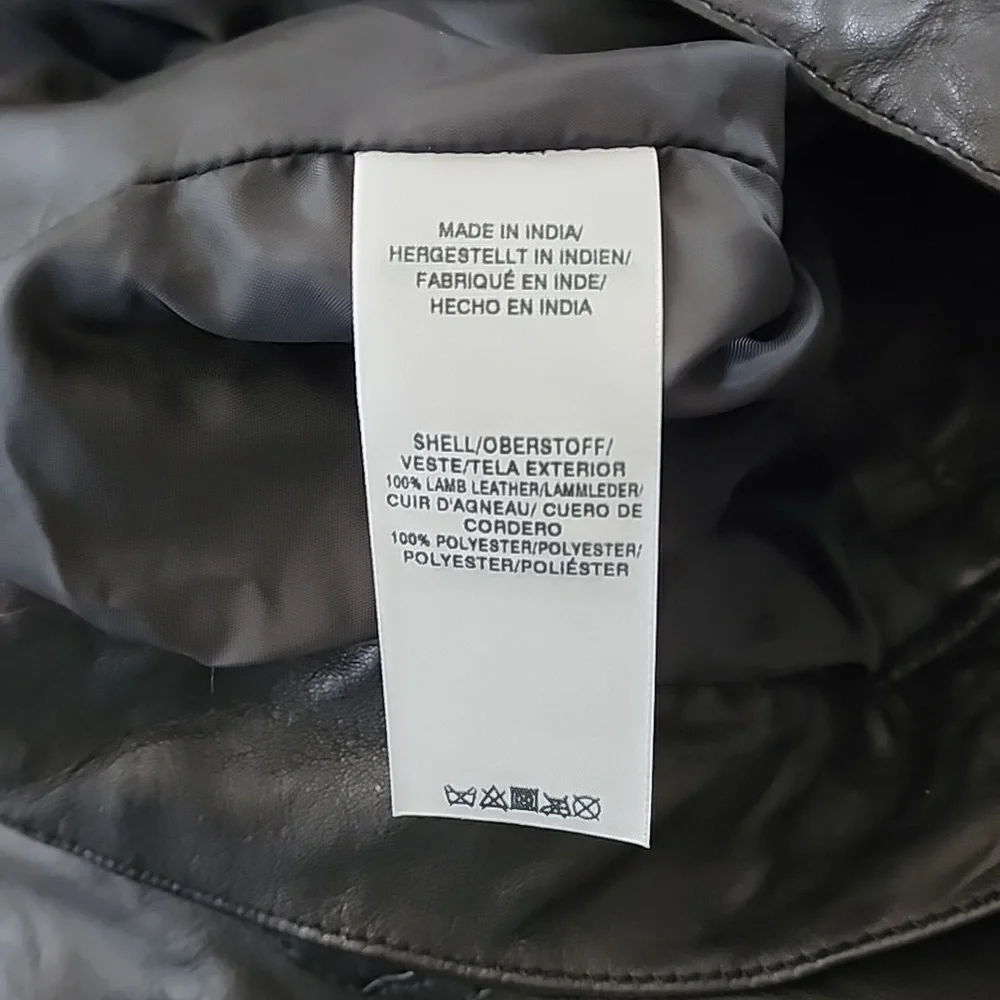 MADE IN INDIA/
HERGESTELLT IN INDIEN/
FABRIQUÉ EN INDE/
HECHO EN INDIA
SHELL/OBERSTOFF/
VESTE/TELA EXTERIOR
100% LAMB LEATHER/LAMMLEDER/
CUIR D'AGNEAU/ CUERO DE
CORDERO
100% POLYESTER/POLYESTER/
POLYESTER/POLIÉSTER